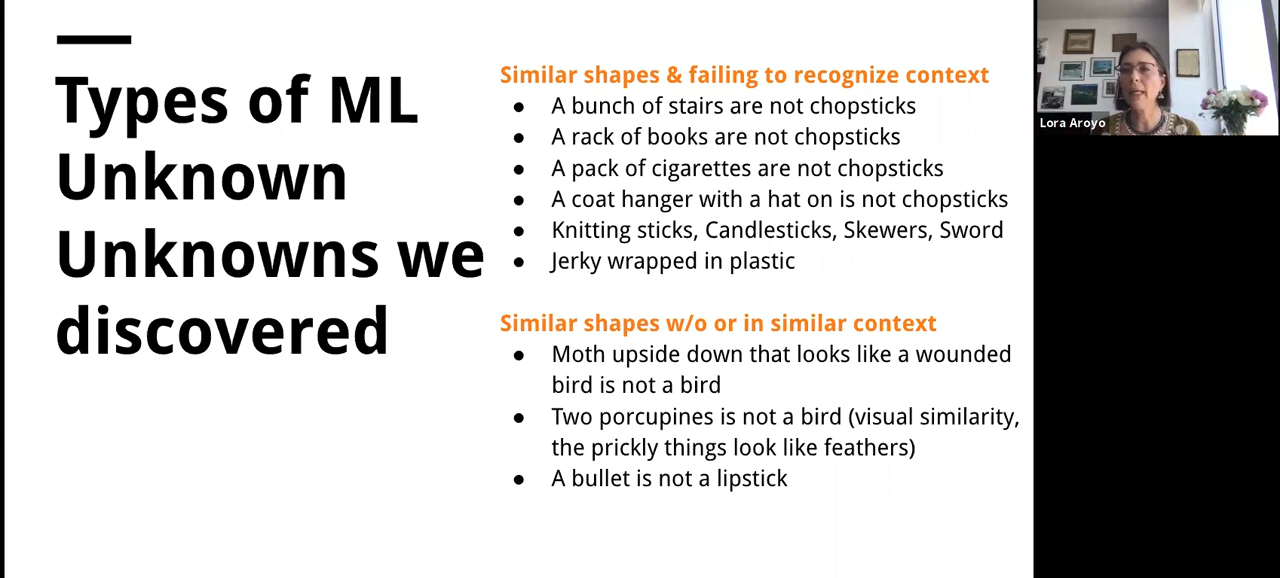 Types of ML
Unknown
Unknowns we
discovered
Similar shapes & failing to recognize context
● A bunch of stairs are not chopsticks
● A rack of books are not chopsticks
● A pack of cigarettes are not chopsticks
● A coat hanger with a hat on is not chopsticks
● Knitting sticks, Candlesticks, Skewers, Sword
● Jerky wrapped in plastic
Similar shapes w/o or in similar context
● Moth upside down that looks like a wounded
bird is not a bird
● Two porcupines is not a bird (visual similarity,
the prickly things look like feathers)
● A bullet is not a lipstick
Lora Aroyo